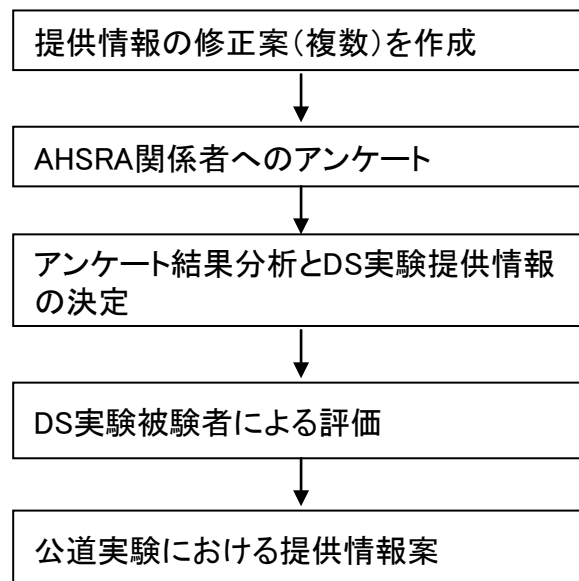 提供情報の修正案(複数)を作成
AHSRA関係者へのアンケート
アンケート結果分析とDS実験提供情報
の決定
DS実験被験者による評価
公道実験における提供情報案